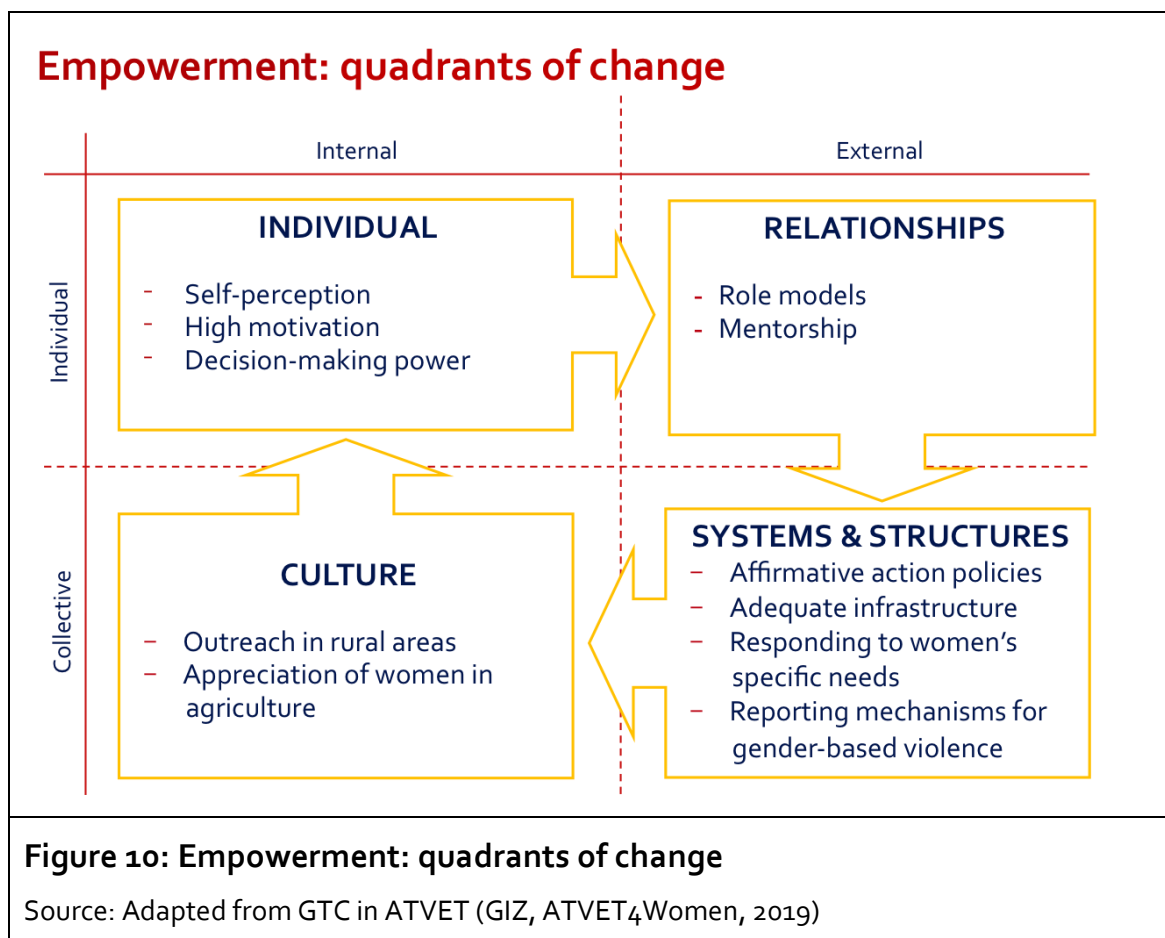 Empowerment: quadrants of change
Internal
External
Individual
INDIVIDUAL
- Self-perception
- High motivation
- Decision-making power
RELATIONSHIPS
- Role models
- Mentorship
Collective
CULTURE
– Outreach in rural areas
– Appreciation of women in
agriculture
SYSTEMS & STRUCTURES
– Affirmative action policies
– Adequate infrastructure
– Responding to women’s
specific needs
– Reporting mechanisms for
gender-based violence
Figure 10: Empowerment: quadrants of change
Source: Adapted from GTC in ATVET (GIZ, ATVET4Women, 2019)